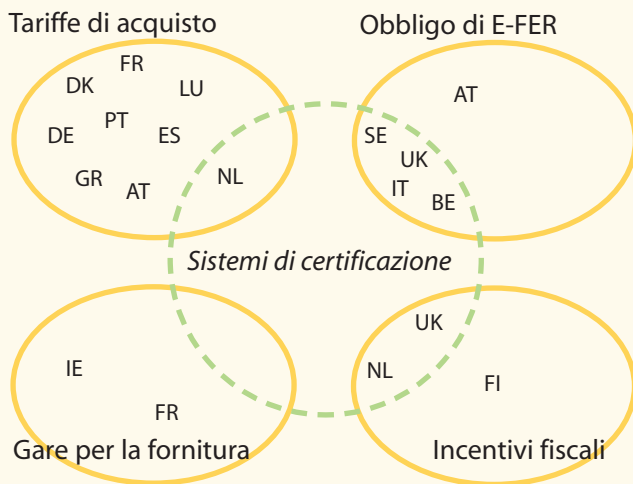 Tariffe di acquisto
FR
DK
LU
PT
DE
ES
GR
AT
NL
Obbligo di E-FER
AT
SE
UK
IT
BE
Sistemi di certificazione
IE
FR
Gare per la fornitura
UK
NL
FI
Incentivi fiscali